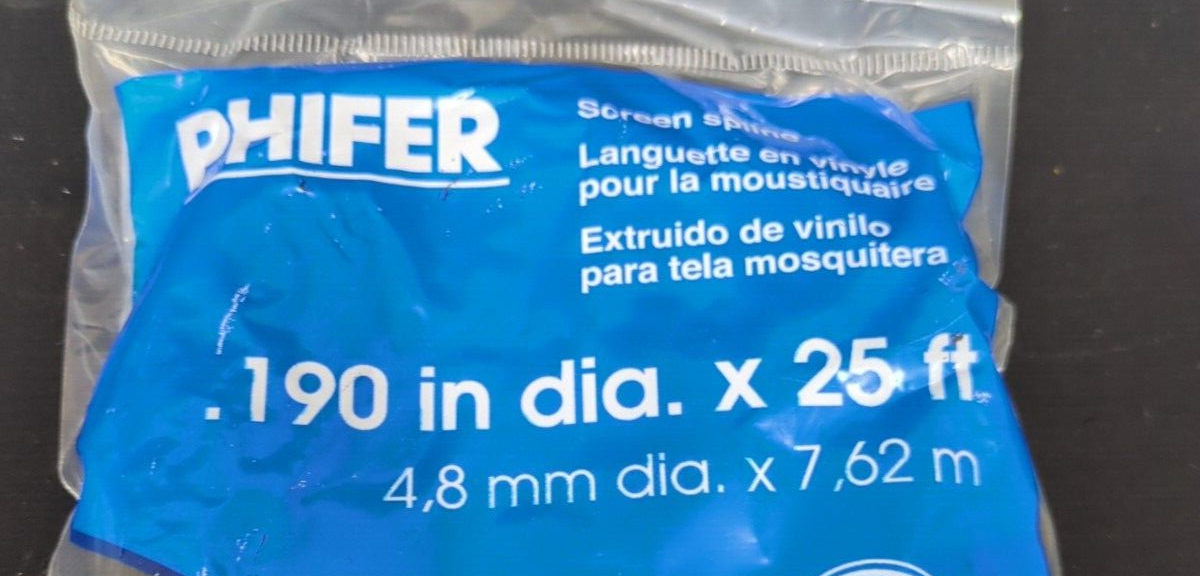 PHIFER
Screen spline
Languette en vinyle
pour la moustiquaire
Extruido de vinilo
para tela mosquitera
.190 in dia. x 25 ft
4,8 mm dia. x 7,62 m